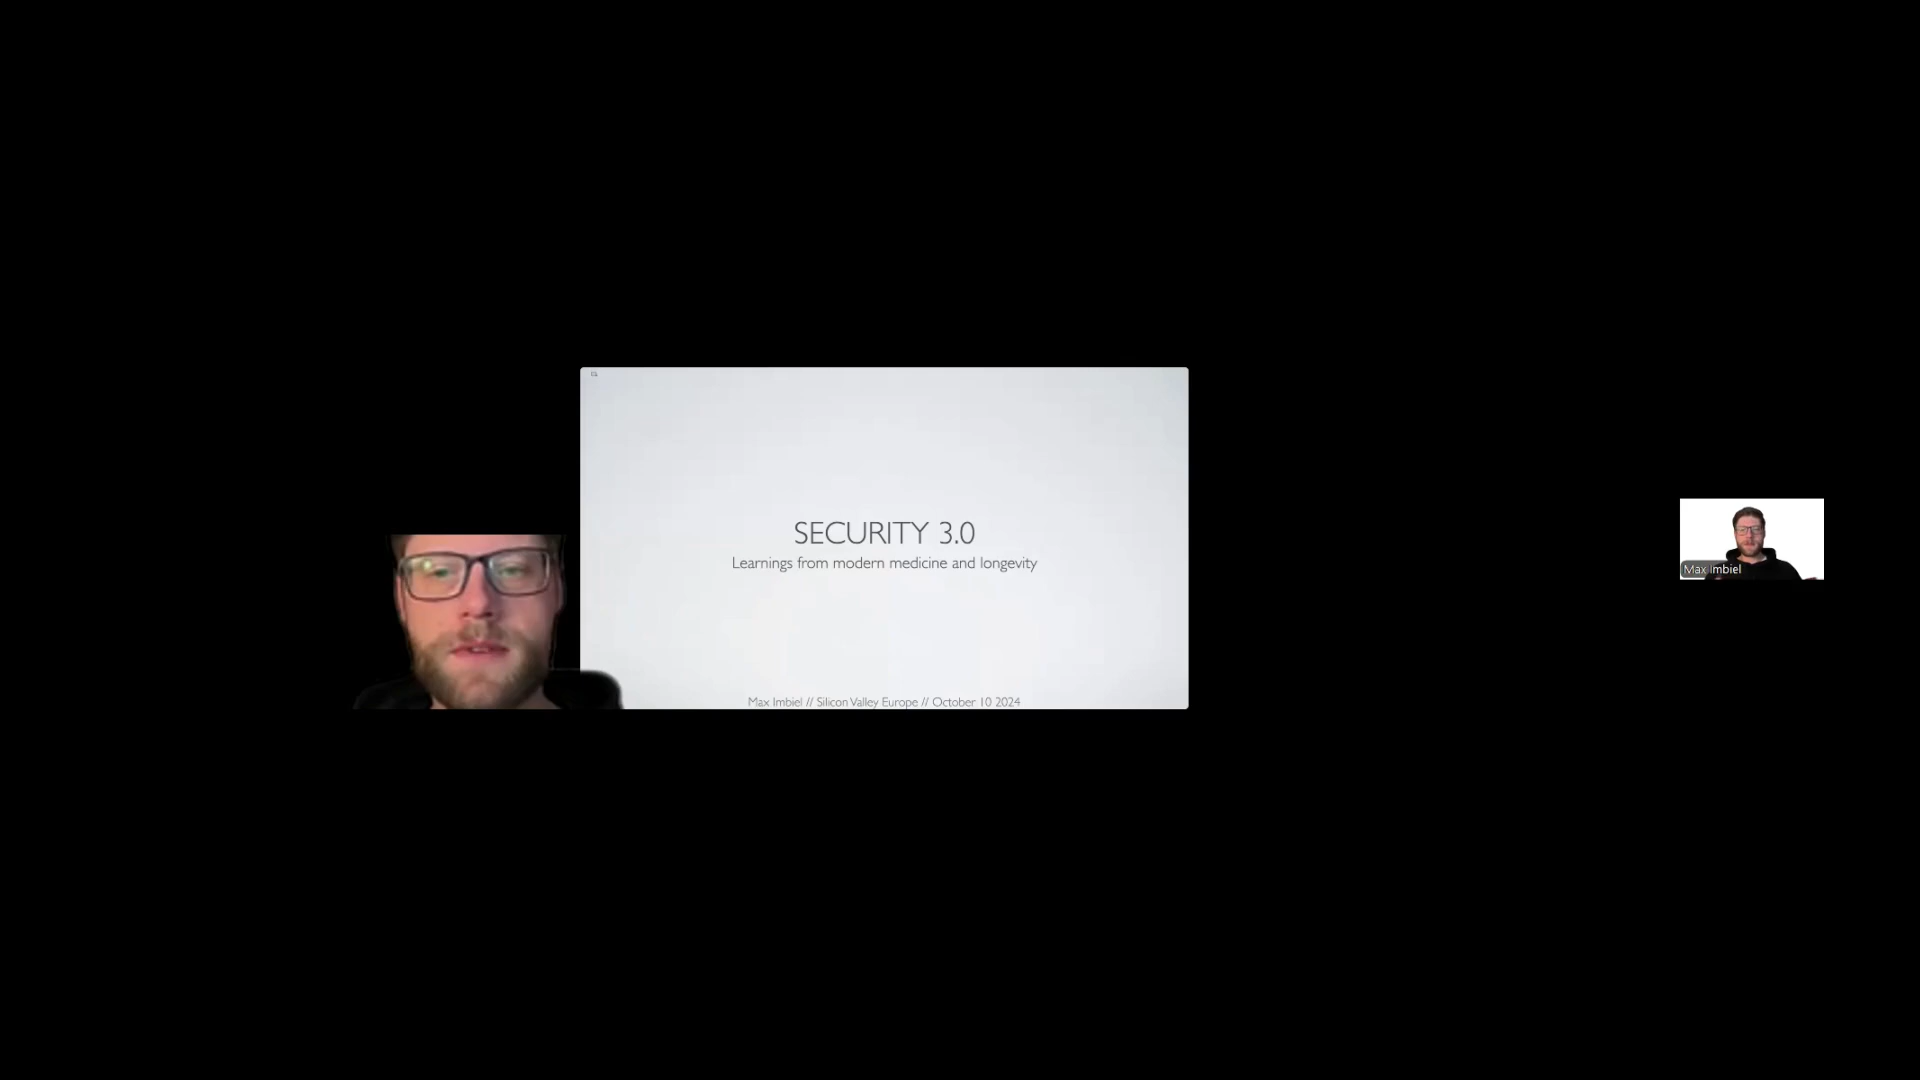 SECURITY 3.0
Learnings from modern medicine and longevity
Max Imbiel // Silicon Valley Europe // October 10 2024
Max Imbiel